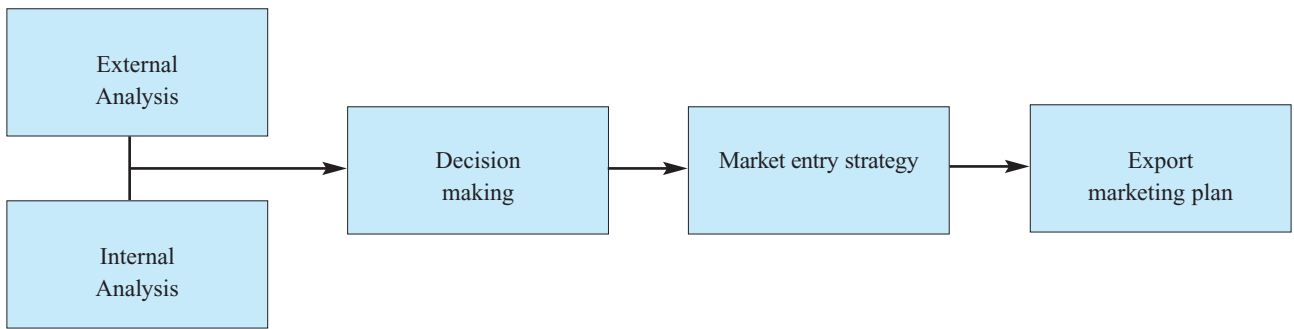 External
Analysis
Internal
Analysis
Decision
making
Market entry strategy
Export
marketing plan